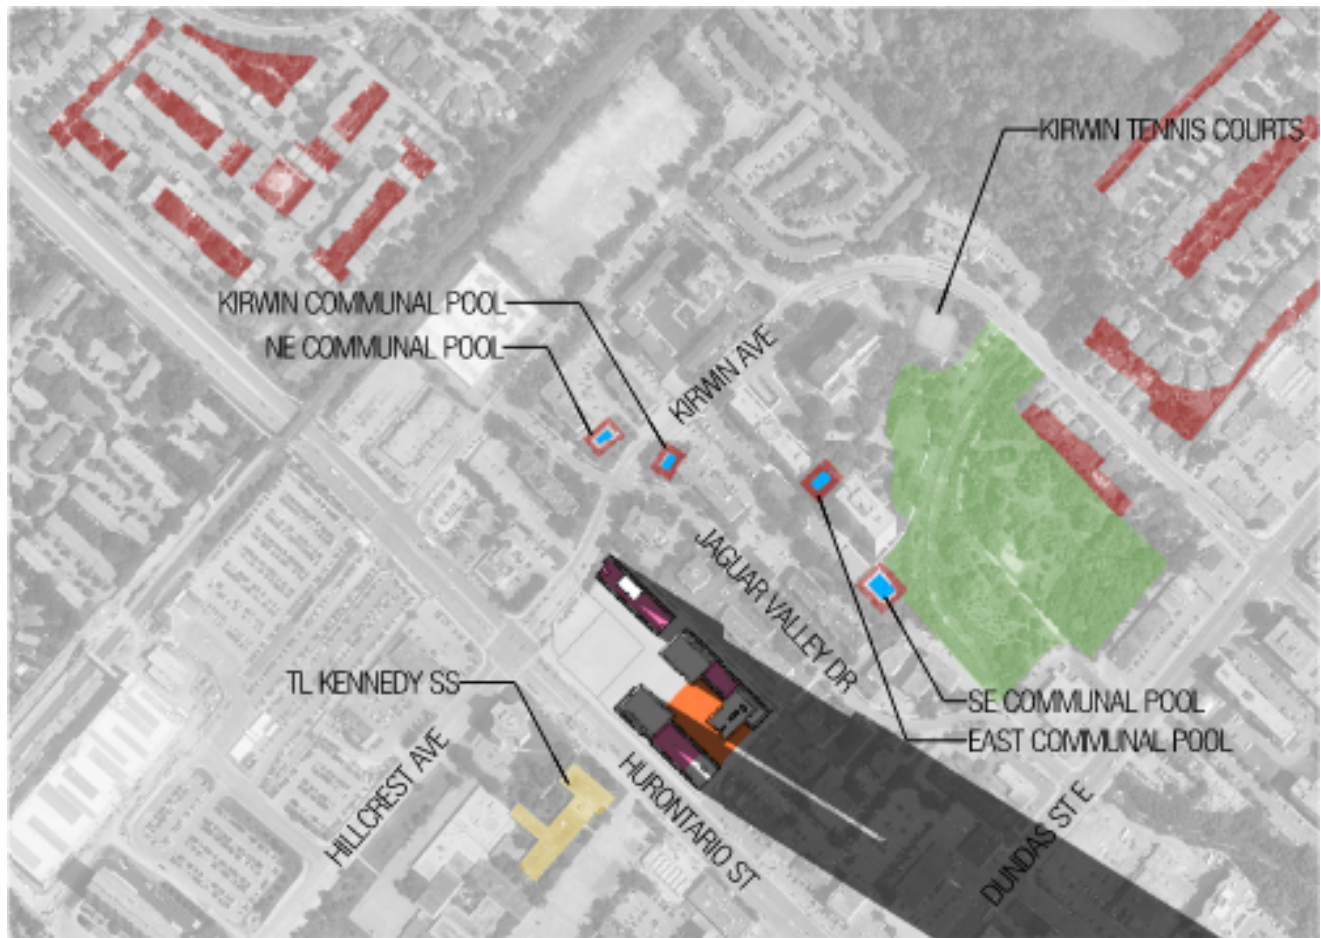 KIRWIN TENNIS COURTS
KIRWIN COMMUNAL POOL
NE COMMUNAL POOL
KIRWIN AVE
JAGUAR VALLEY DR
TL KENNEDY SS
SE COMMUNAL POOL
EAST COMMUNAL POOL
HILLCREST AVE
HURONTARIO ST
DUNDAS ST E